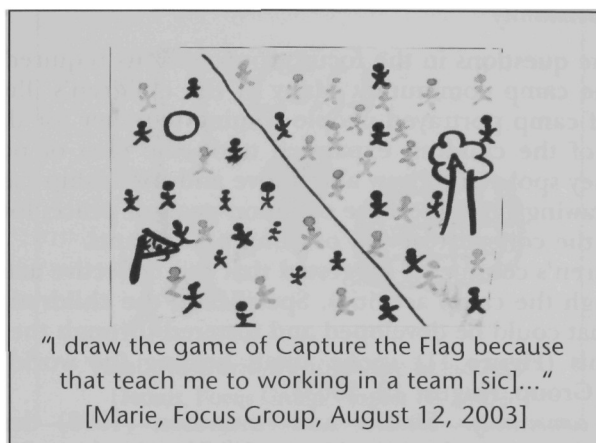 "I draw the game of Capture the Flag because
that teach me to working in a team [sic]..."
[Marie, Focus Group, August 12, 2003]